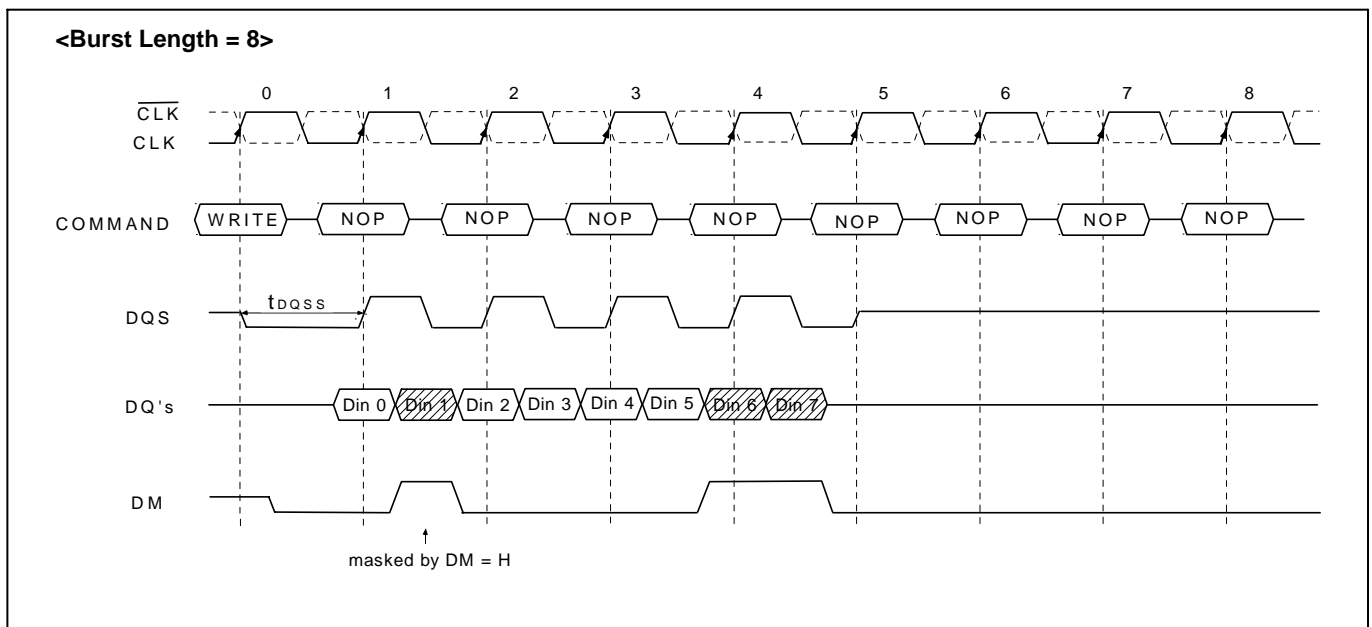 <Burst Length = 8>
0 1 2 3 4 5 6 7 8
CLK
CLK
COMMAND WRITE NOP NOP NOP NOP NOP NOP NOP NOP
DQS tDQSS
DQ's Din 0 Din 1 Din 2 Din 3 Din 4 Din 5 Din 6 Din 7
DM
masked by DM = H